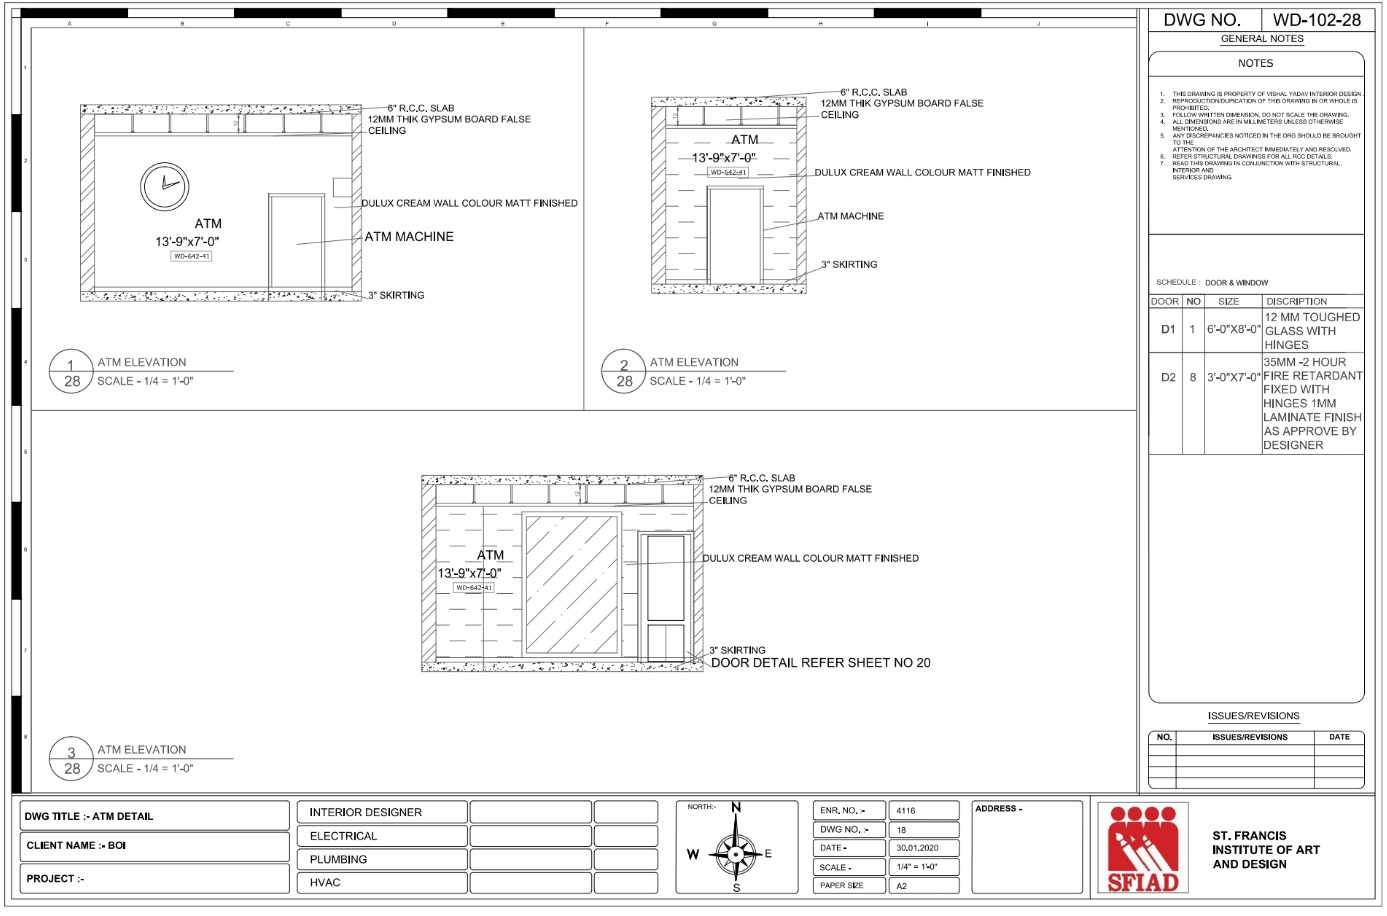 A B C D E F G H I J
1
2
3
4
5
6
7
8
6" R.C.C. SLAB
12MM THIK GYPSUM BOARD FALSE
CEILING
12
DULUX CREAM WALL COLOUR MATT FINISHED
ATM
13'-9"x7'-0"
WD-642-41
ATM MACHINE
3" SKIRTING
1
28
ATM ELEVATION
SCALE - 1/4 = 1'-0"
6" R.C.C. SLAB
12MM THIK GYPSUM BOARD FALSE
CEILING
12
ATM
13'-9"x7'-0"
WD-642-41
DULUX CREAM WALL COLOUR MATT FINISHED
ATM MACHINE
3" SKIRTING
2
28
ATM ELEVATION
SCALE - 1/4 = 1'-0"
6" R.C.C. SLAB
12MM THIK GYPSUM BOARD FALSE
CEILING
12
ATM
13'-9"x7'-0"
WD-642-41
DULUX CREAM WALL COLOUR MATT FINISHED
3" SKIRTING
DOOR DETAIL REFER SHEET NO 20
3
28
ATM ELEVATION
SCALE - 1/4 = 1'-0"
DWG NO. WD-102-28
GENERAL NOTES
NOTES
1. THIS DRAWING IS PROPERTY OF VISHAL YADAV INTERIOR DESIGN.
2. REPRODUCTION/DUPICATION OF THIS DRAWING IN OR WHOLE IS
PROHIBITED.
3. FOLLOW WRITTEN DIMENSION, DO NOT SCALE THE DRAWING.
4. ALL DIMENSIONS ARE IN MILLIMETERS UNLESS OTHERWISE
MENTIONED.
5. ANY DISCREPANCIES NOTICED IN THE DRG SHOULD BE BROUGHT
TO THE
ATTENTION OF THE ARCHITECT IMMEDIATELY AND RESOLVED.
6. REFER STRUCTURAL DRAWINGS FOR ALL RCC DETAILS.
7. READ THIS DRAWING IN CONJUNCTION WITH STRUCTURAL,
INTERIOR AND
SERVICES DRAWING.
SCHEDULE : DOOR & WINDOW
DOOR NO SIZE DISCRIPTION
D1 1 6'-0"X8'-0" 12 MM TOUGHED
GLASS WITH
HINGES
D2 8 3'-0"X7'-0" 35MM -2 HOUR
FIRE RETARDANT
FIXED WITH
HINGES 1MM
LAMINATE FINISH
AS APPROVE BY
DESIGNER
ISSUES/REVISIONS
NO. ISSUES/REVISIONS DATE
DWG TITLE :- ATM DETAIL
CLIENT NAME :- BOI
PROJECT :-
INTERIOR DESIGNER
ELECTRICAL
PLUMBING
HVAC
NORTH:-
N
W E
S
ENR. NO. :- 4116
DWG NO. :- 18
DATE - 30.01.2020
SCALE - 1/4" = 1'-0"
PAPER SIZE A2
ADDRESS -
SFIAD
ST. FRANCIS
INSTITUTE OF ART
AND DESIGN